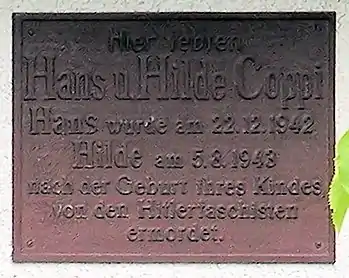 Hier lebten
Hans u. Hilde Coppi
Hans wurde am 22.12.1942
Hilde am 5.8.1943
nach der Geburt ihres Kindes,
von den Hitlerfaschisten
ermordet.